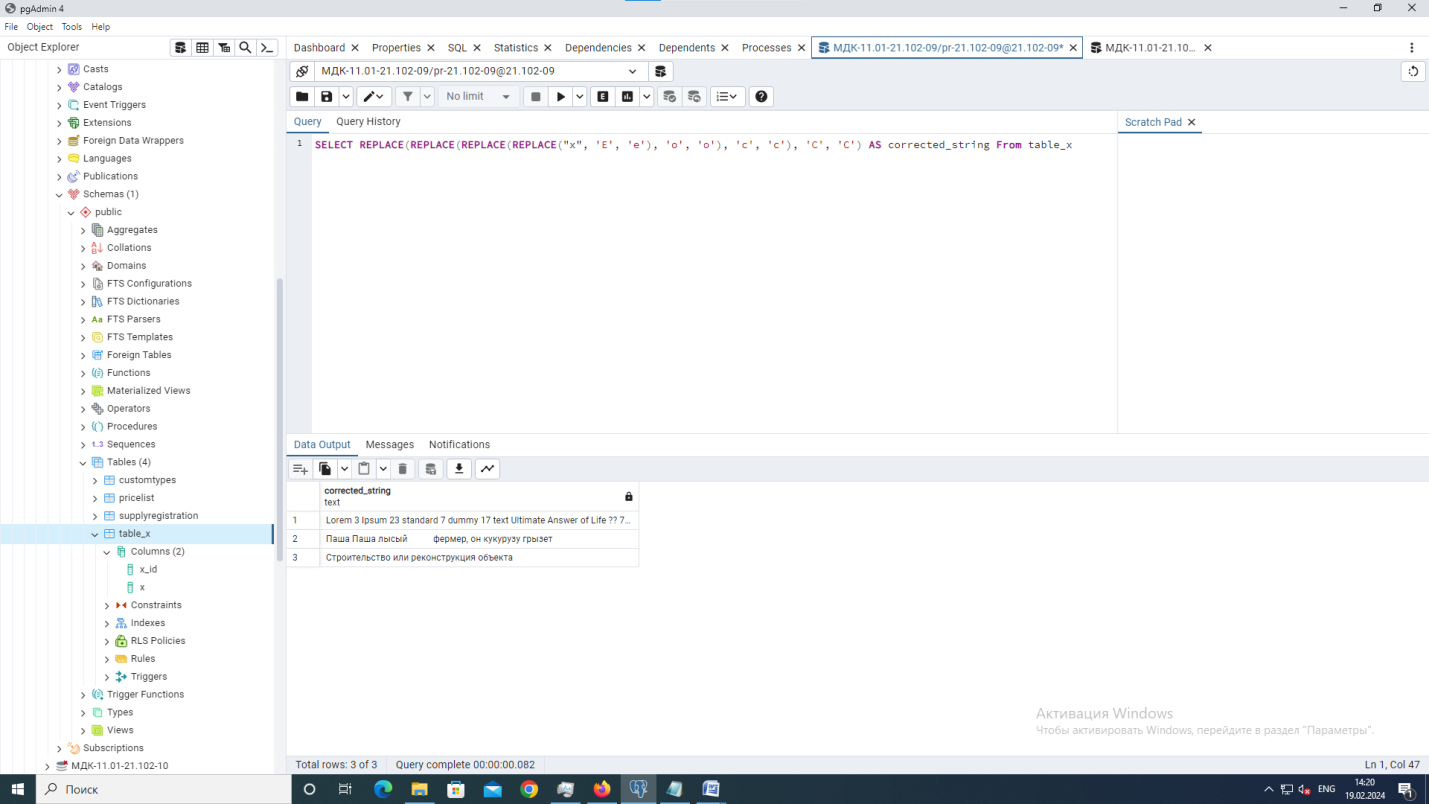 pgAdmin 4
File Object Tools Help
Object Explorer
Dashboard Properties SQL Statistics Dependencies Dependents Processes МДК-11.01-21.102-09/pr-21.102-09@21.102-09* МДК-11.01-21.10...
МДК-11.01-21.102-09/pr-21.102-09@21.102-09
No limit
E
Query Query History
Scratch Pad
1 SELECT REPLACE(REPLACE(REPLACE(REPLACE("x", 'E', 'e'), 'o', 'о'), 'c', 'с'), 'C', 'С') AS corrected_string From table_x
Casts
Catalogs
Event Triggers
Extensions
Foreign Data Wrappers
Languages
Publications
Schemas (1)
public
Aggregates
Collations
Domains
FTS Configurations
FTS Dictionaries
Aa FTS Parsers
FTS Templates
Foreign Tables
Functions
Materialized Views
Operators
Procedures
1..3 Sequences
Tables (4)
customtypes
pricelist
supplyregistration
table_x
Columns (2)
x_id
x
Constraints
Indexes
RLS Policies
Rules
Triggers
Trigger Functions
Types
Views
Subscriptions
МДК-11.01-21.102-10
Data Output Messages Notifications
corrected_string
text
1 Lorem 3 Ipsum 23 standard 7 dummy 17 text Ultimate Answer of Life ?? 7...
2 Паша Паша лысый фермер, он кукурузу грызет
3 Строительство или реконструкция объекта
Активация Windows
Чтобы активировать Windows, перейдите в раздел "Параметры".
Total rows: 3 of 3 Query complete 00:00:00.082 Ln 1, Col 47
Поиск
ENG
14:20
19.02.2024
1